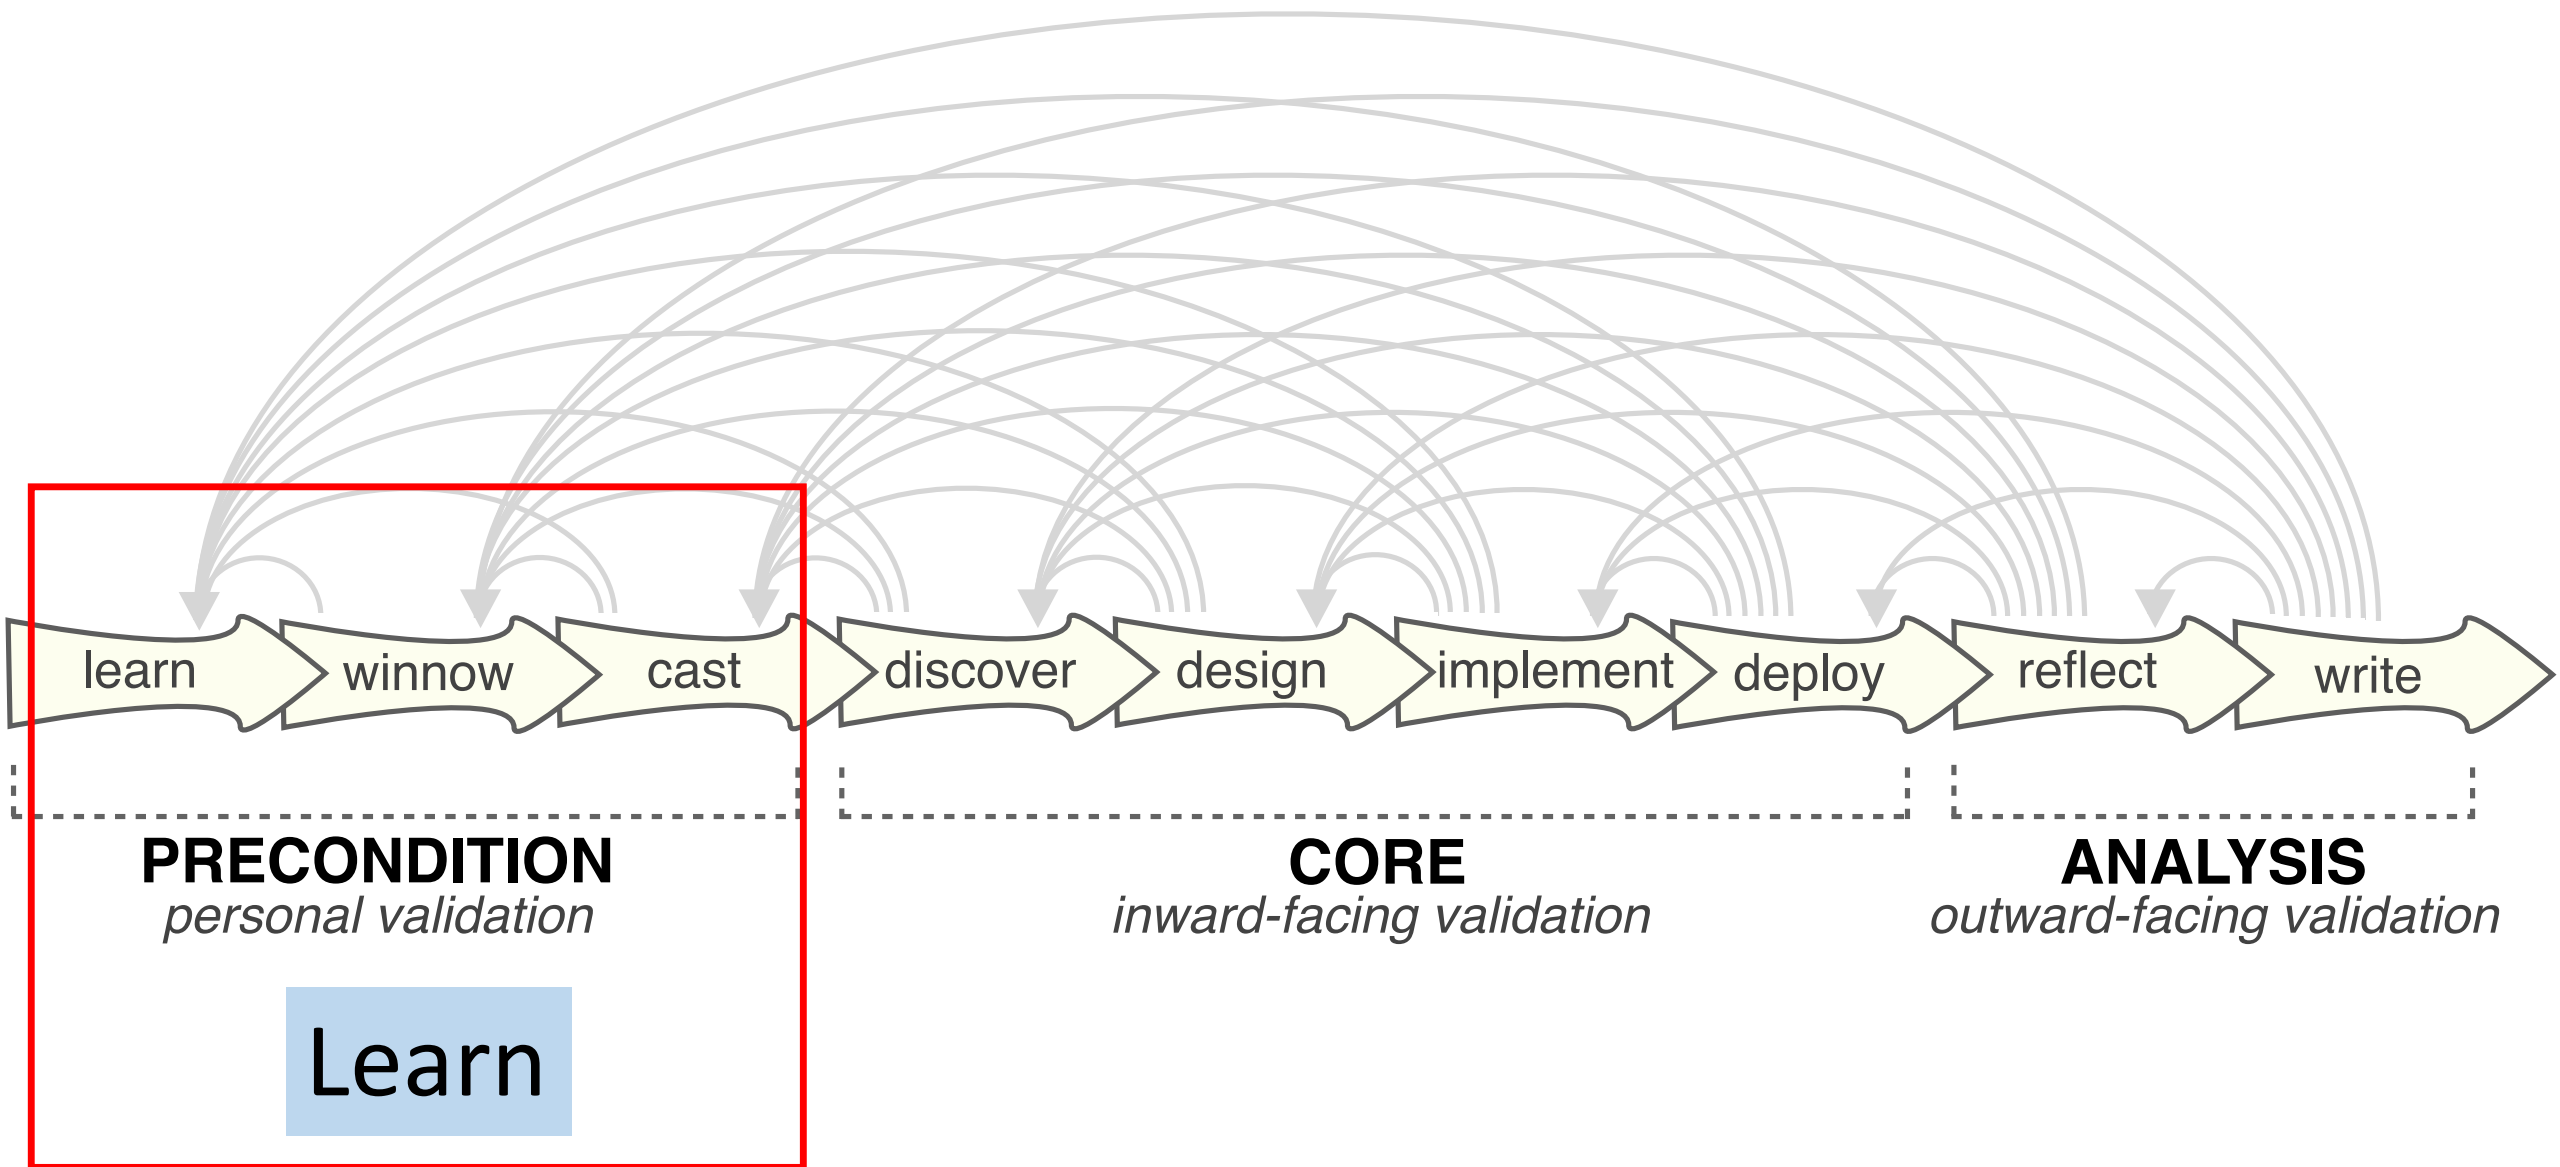 learn winnow cast discover design implement deploy reflect write
PRECONDITION CORE ANALYSIS
personal validation inward-facing validation outward-facing validation
Learn